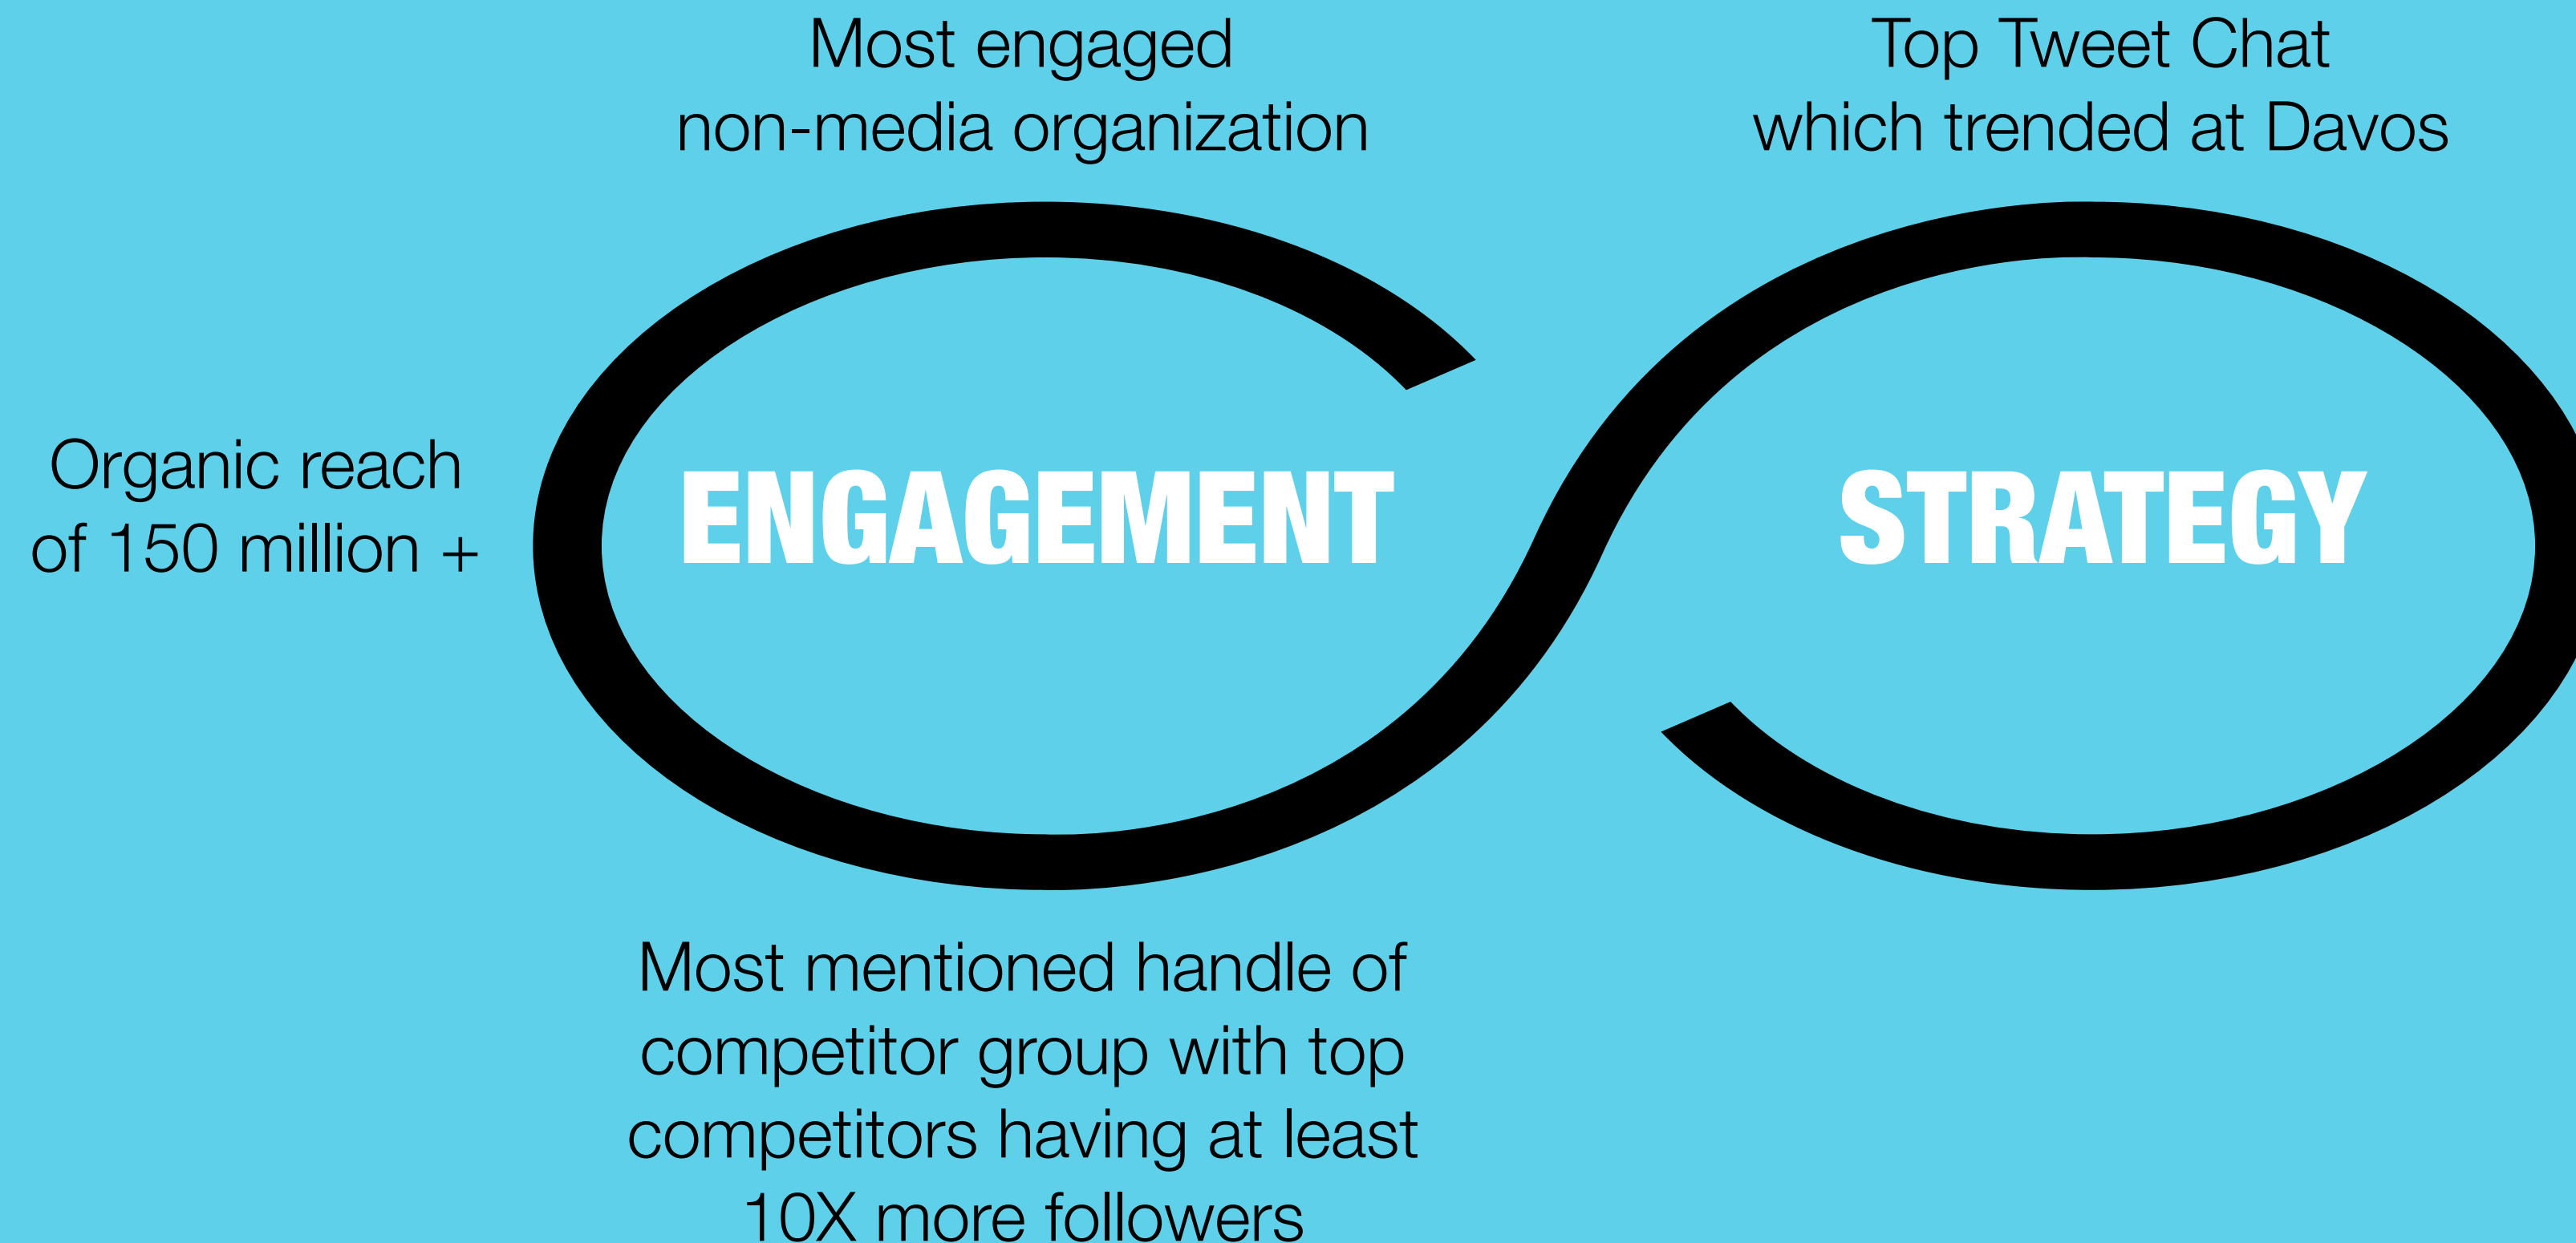 Most engaged
non-media organization
Top Tweet Chat
which trended at Davos
Organic reach
of 150 million +
ENGAGEMENT
STRATEGY
Most mentioned handle of
competitor group with top
competitors having at least
10X more followers